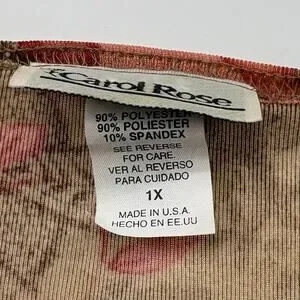 Carol Rose
90% POLYESTER
90% POLIESTER
10% SPANDEX
SEE REVERSE
FOR CARE.
VER AL REVERSO
PARA CUIDADO
1X
MADE IN U.S.A.
HECHO EN EE.UU